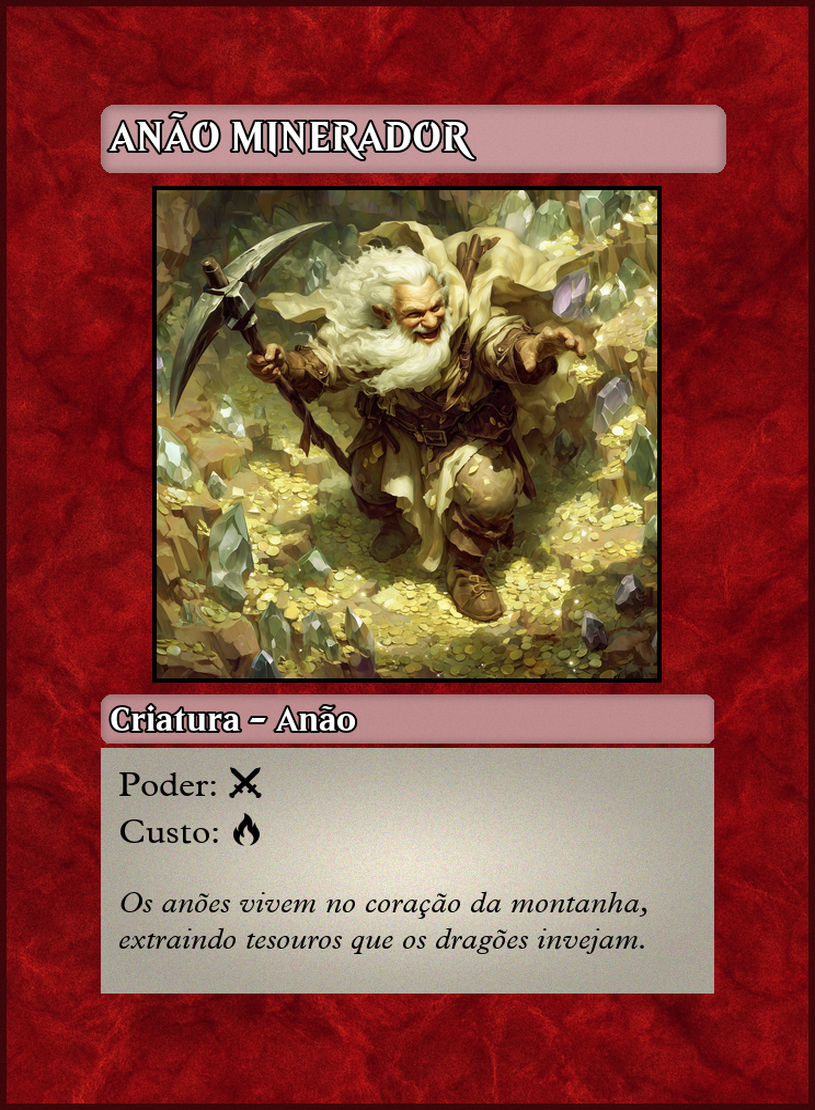 ANÃO MINERADOR
Criatura – Anão
Poder:
Custo:
Os anões vivem no coração da montanha,
extraindo tesouros que os dragões invejam.